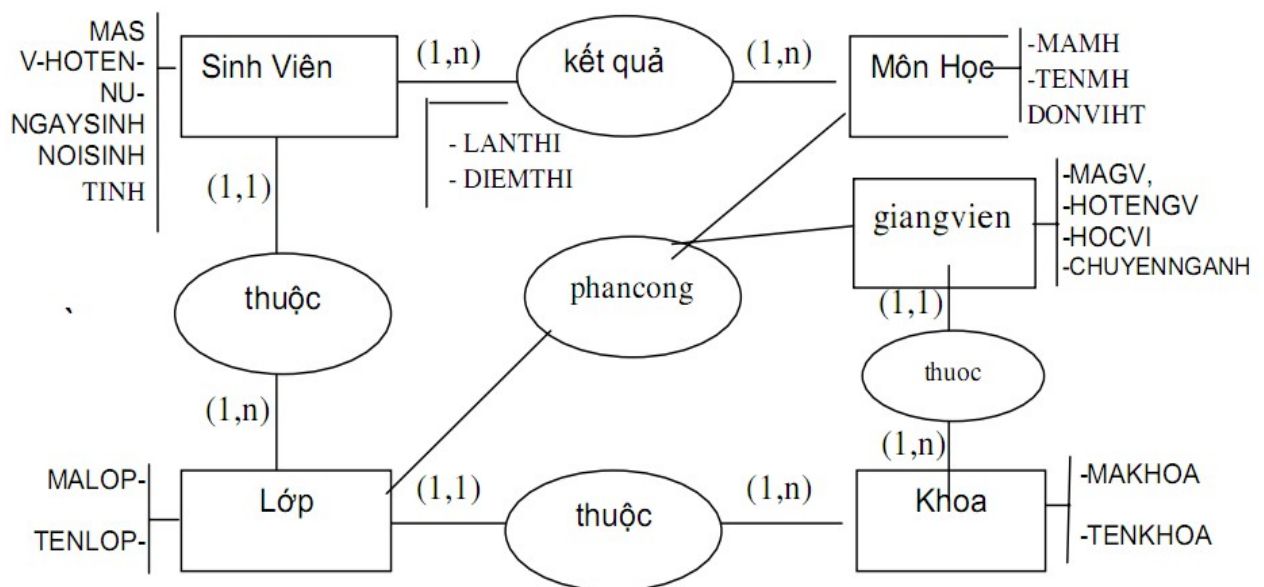 MAS
V-HOTEN-
NU-
NGAYSINH
NOISINH
TINH
Sinh Viên
(1,n)
kết quả
(1,n)
Môn Học
-MAMH
-TENMH
DONVIHT
- LANTHI
- DIEMTHI
(1,1)
giangvien
-MAGV,
-HOTENGV
-HOCVI
-CHUYENNGANH
thuộc
phancong
(1,1)
thuoc
(1,n)
(1,n)
MALOP-
TENLOP-
Lớp
(1,1)
thuộc
(1,n)
Khoa
-MAKHOA
-TENKHOA